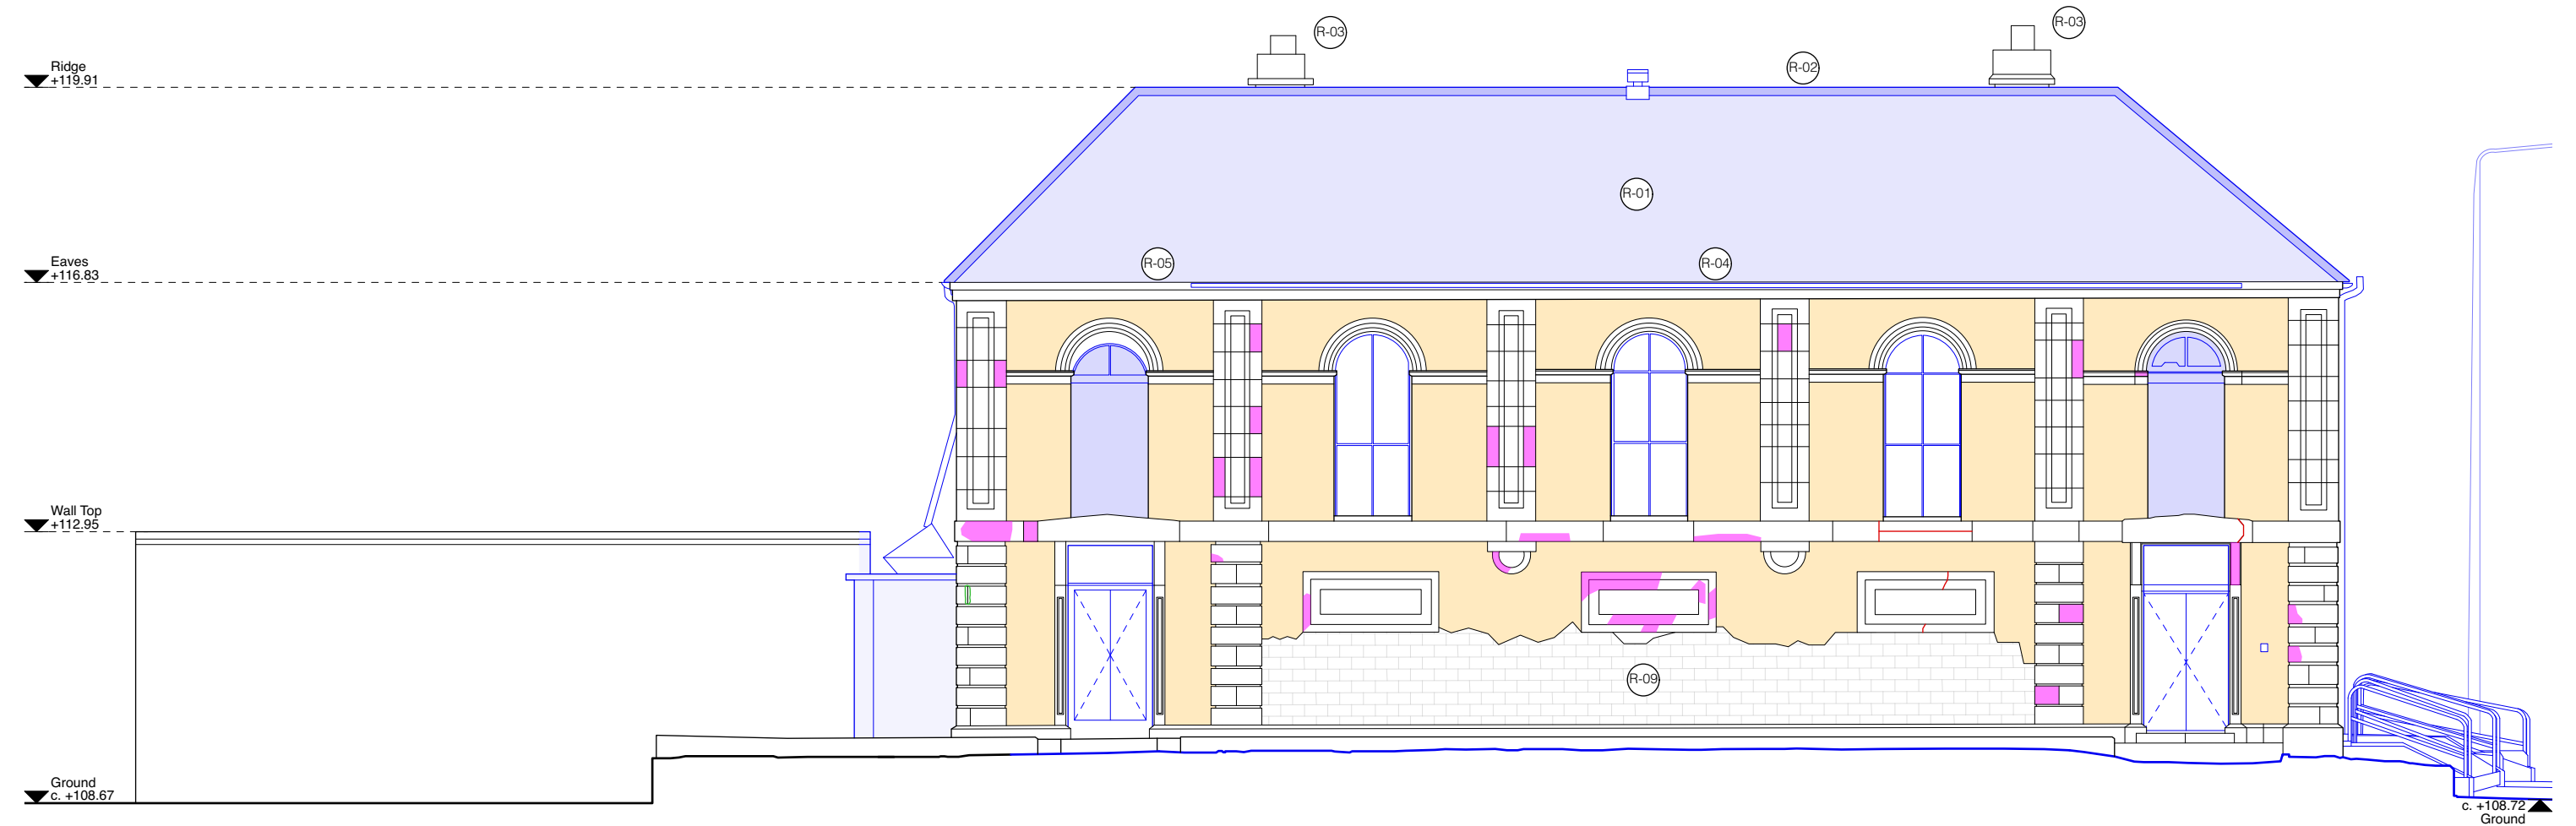 R-03
R-03
Ridge
+119.91
R-02
R-01
Eaves
+116.83
R-05
R-04
Wall Top
+112.95
R-09
Ground
c. +108.67
c. +108.72
Ground